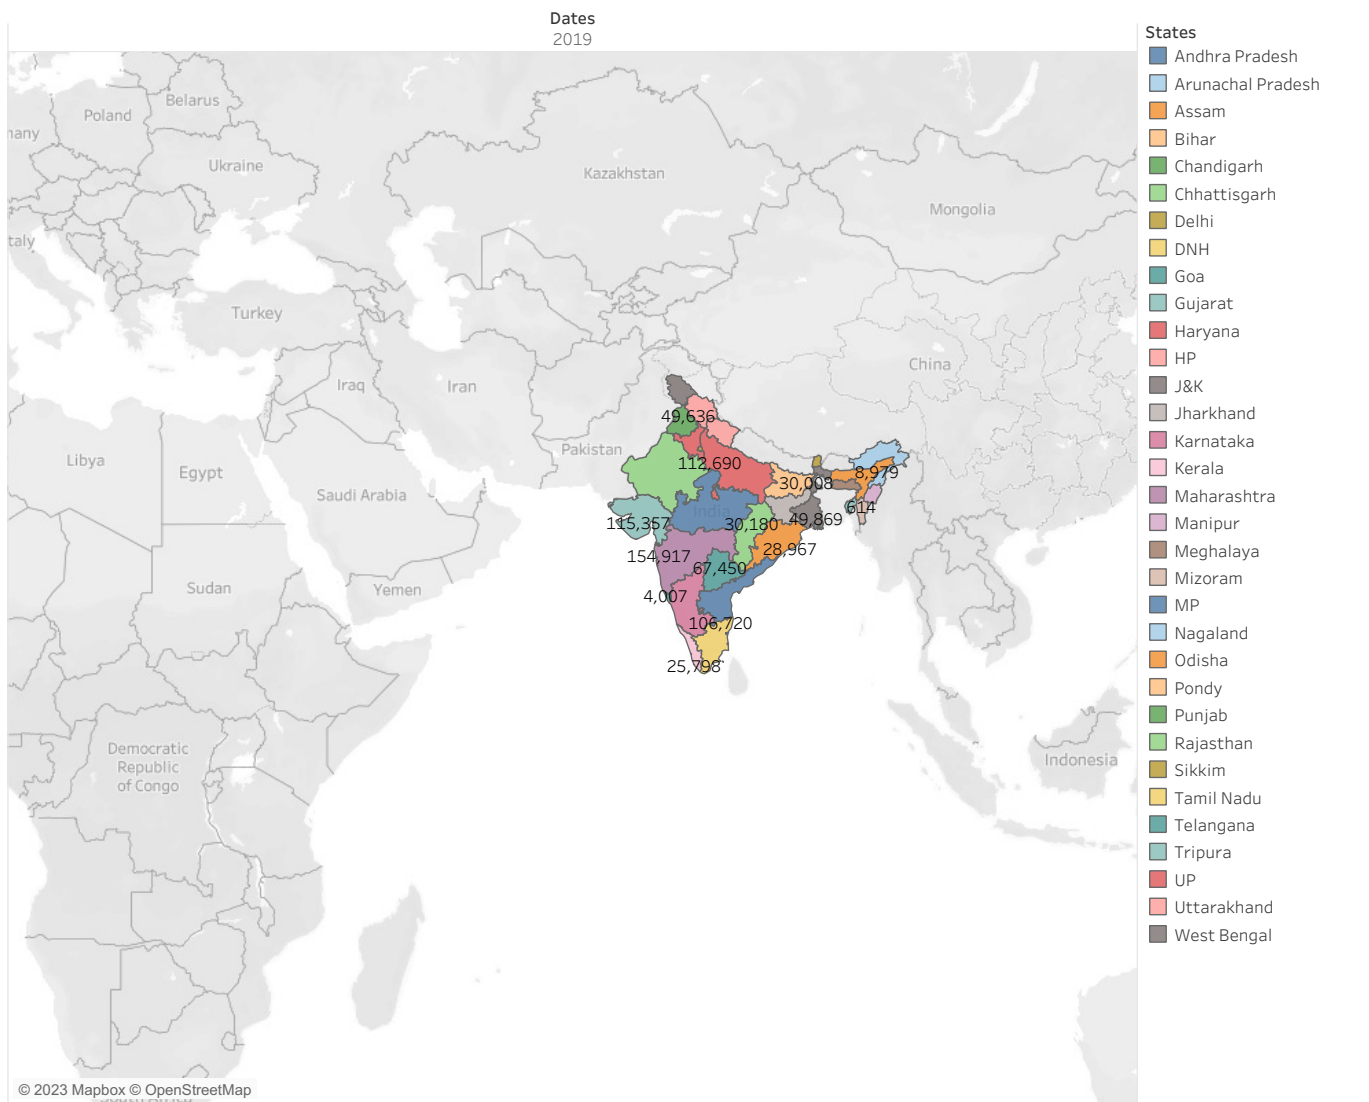 Dates
2019
States
Andhra Pradesh
Arunachal Pradesh
Assam
Bihar
Chandigarh
Chhattisgarh
Delhi
DNH
Goa
Gujarat
Haryana
HP
J&K
Jharkhand
Karnataka
Kerala
Maharashtra
Manipur
Meghalaya
Mizoram
MP
Nagaland
Odisha
Pondy
Punjab
Rajasthan
Sikkim
Tamil Nadu
Telangana
Tripura
UP
Uttarakhand
West Bengal
Belarus
Poland
many
Ukraine
Kazakhstan
Mongolia
taly
Turkey
China
Iraq
Iran
49,636
Pakistan
Libya
Egypt
112,690
8,979
30,008
Saudi Arabia
614
India
115,357
30,180
49,869
28,967
154,917
67,450
Sudan
Yemen
4,007
106,720
25,798
Democratic
Republic
of Congo
Indonesia
© 2023 Mapbox © OpenStreetMap